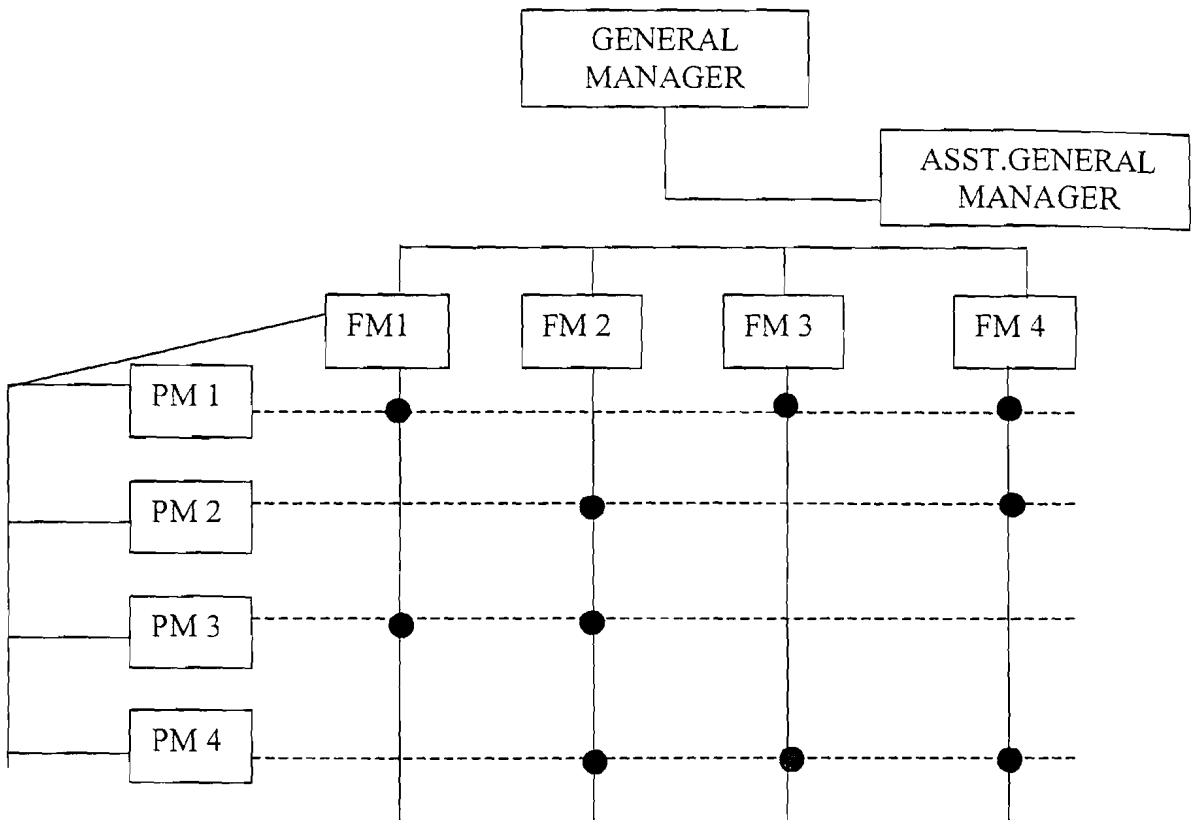 GENERAL
MANAGER
ASST.GENERAL
MANAGER
FM1
FM 2
FM 3
FM 4
PM 1
PM 2
PM 3
PM 4